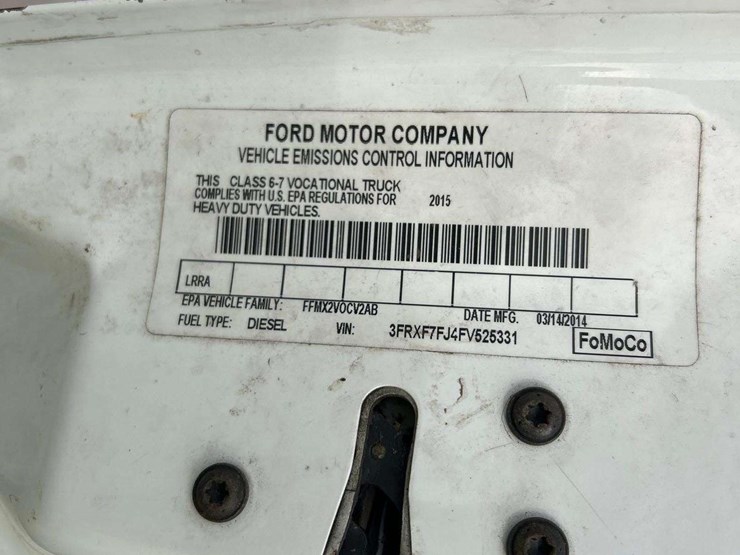 FORD MOTOR COMPANY
VEHICLE EMISSIONS CONTROL INFORMATION
THIS CLASS 6-7 VOCATIONAL TRUCK
COMPLIES WITH U.S. EPA REGULATIONS FOR 2015
HEAVY DUTY VEHICLES.
LRRA
EPA VEHICLE FAMILY: FFMX2VOCV2AB DATE MFG. 03/14/2014
FUEL TYPE: DIESEL VIN: 3FRXF7FJ4FV525331 FoMoCo